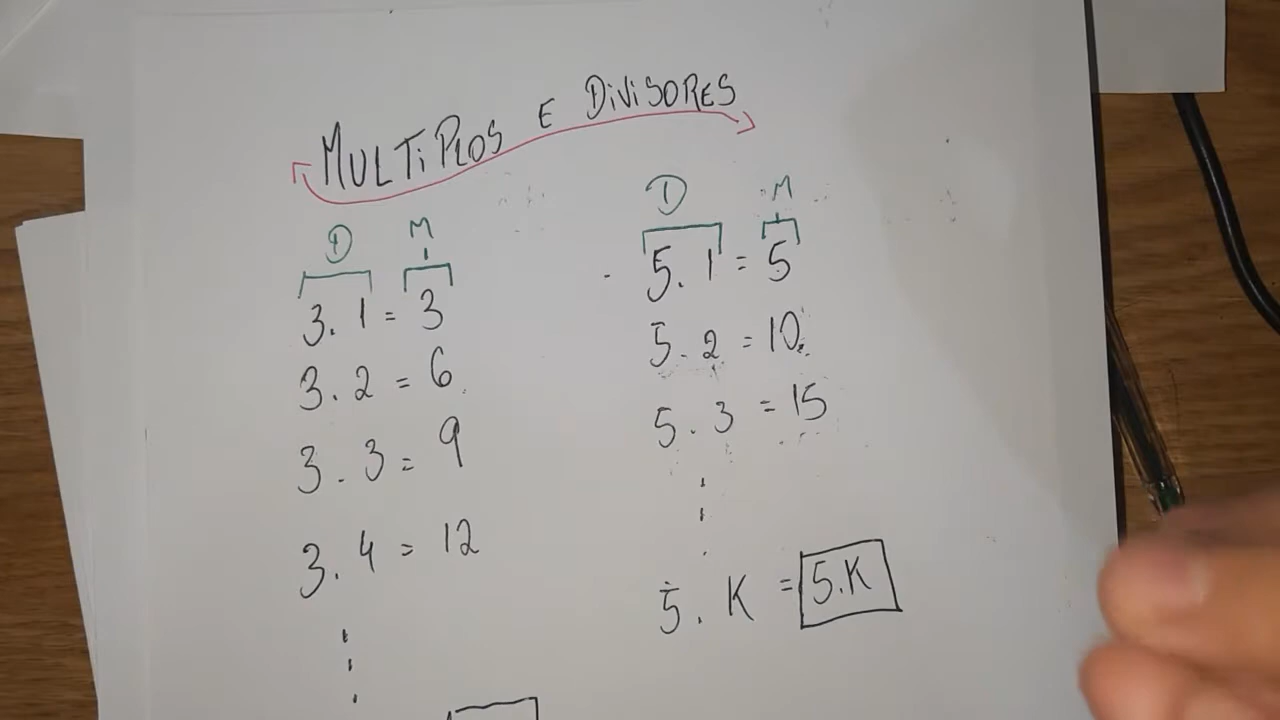 MULTiPLOS E DiViSORES
D M
3.1 = 3
3.2 = 6
3.3 = 9
3.4 = 12
D M
5.1 = 5
5.2 = 10
5.3 = 15
5.K = 5.K